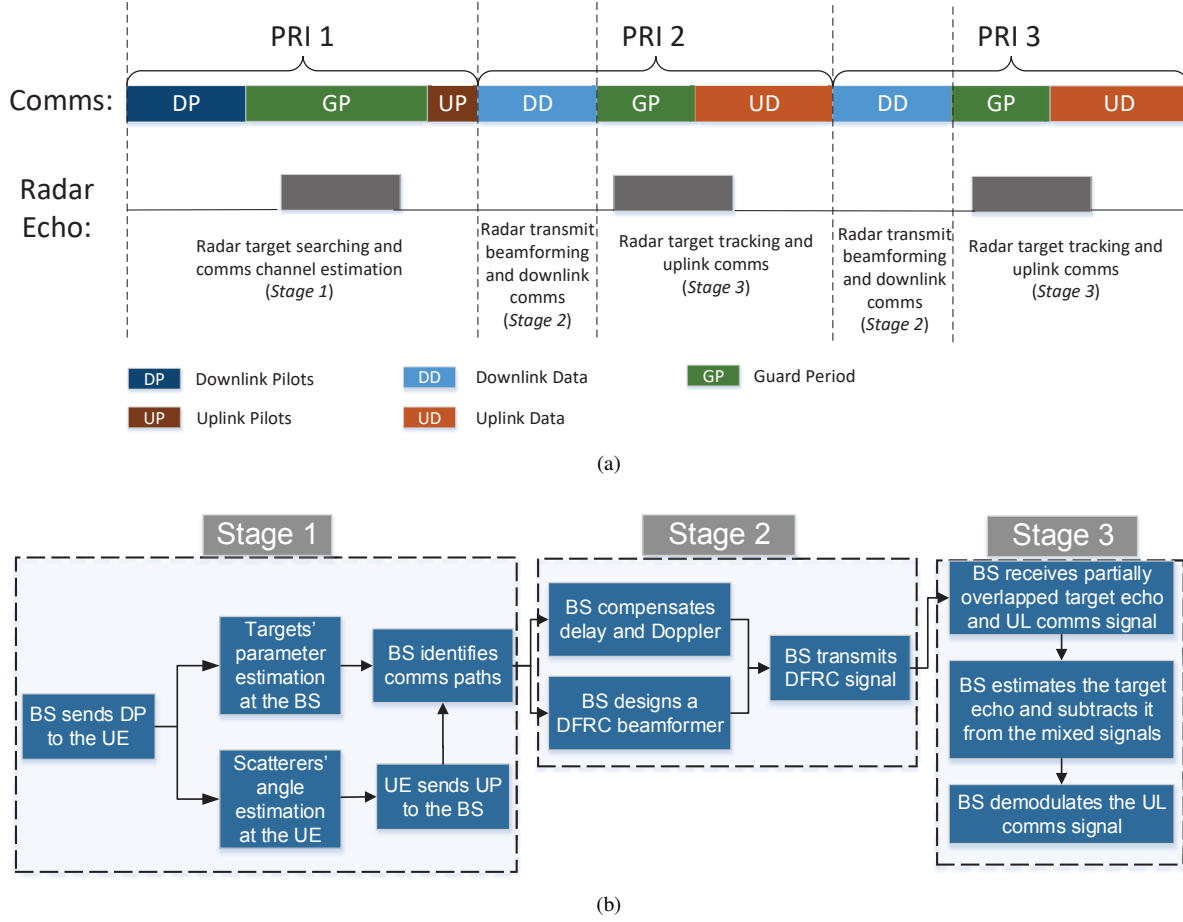 PRI 1
PRI 2
PRI 3
Comms:
DP
GP
UP
DD
GP
UD
DD
GP
UD
Radar
Echo:
Radar target searching and
comms channel estimation
(Stage 1)
Radar transmit
beamforming
and downlink
comms
(Stage 2)
Radar target tracking and
uplink comms
(Stage 3)
Radar transmit
beamforming
and downlink
comms
(Stage 2)
Radar target tracking and
uplink comms
(Stage 3)
DP Downlink Pilots
DD Downlink Data
GP Guard Period
UP Uplink Pilots
UD Uplink Data
(a)
Stage 1
BS sends DP
to the UE
Targets'
parameter
estimation
at the BS
Scatterers'
angle
estimation
at the UE
BS identifies
comms paths
UE sends UP
to the BS
Stage 2
BS compensates
delay and Doppler
BS designs a
DFRC beamformer
BS transmits
DFRC signal
Stage 3
BS receives partially
overlapped target echo
and UL comms signal
BS estimates the target
echo and subtracts it
from the mixed signals
BS demodulates the UL
comms signal
(b)